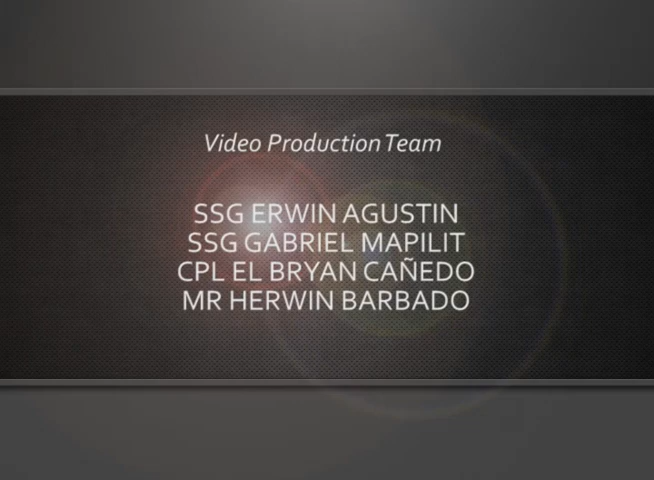 Video Production Team
SSG ERWIN AGUSTIN
SSG GABRIEL MAPILIT
CPL EL BRYAN CAÑEDO
MR HERWIN BARBADO